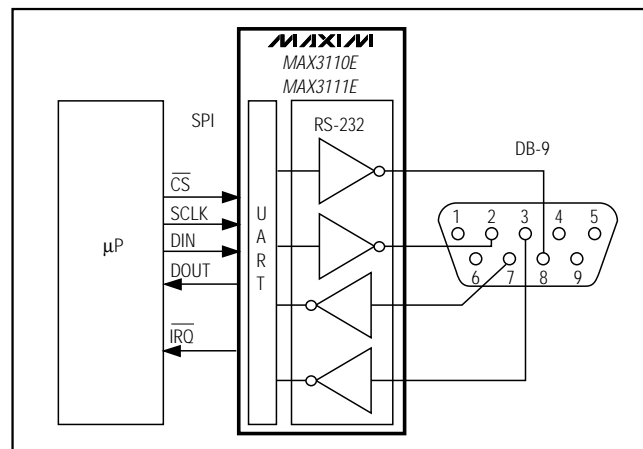 MAXIM
MAX3110E
MAX3111E
SPI
RS-232
DB-9
CS
SCLK
DIN
DOUT
IRQ
µP
UART
1 2 3 4 5
6 7 8 9